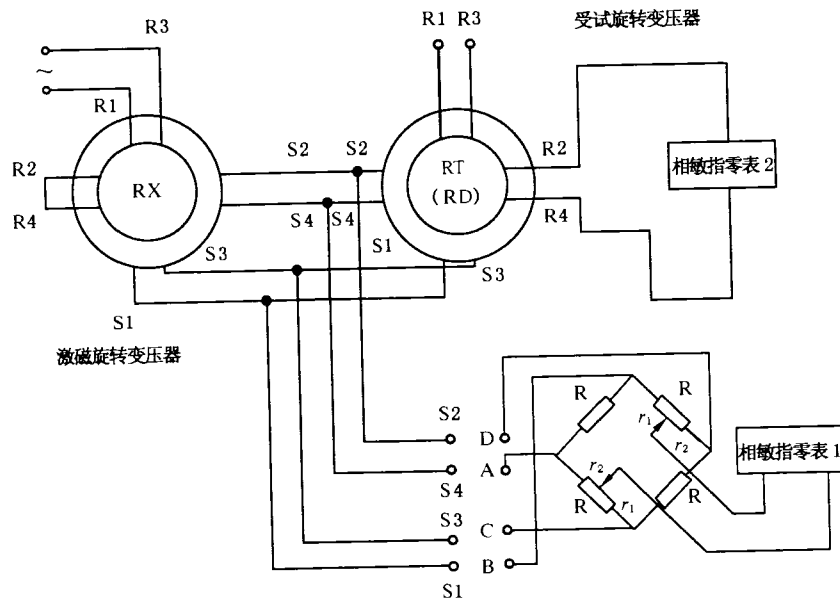 受试旋转变压器
R1 R3
R3
~
R1
R2
R4
RX
S2 S2
S4 S4
RT
(RD)
R2
R4
相敏指零表2
S3
S1
S3
S1
激磁旋转变压器
S2 D
S4 A
S3 C
S1 B
R
R
r₁
r₂
r₂
R
r₁
R
相敏指零表1